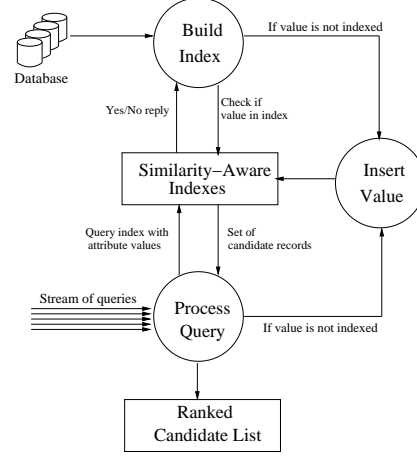 Build
Index
If value is not indexed
Database
Yes/No reply
Check if
value in index
Similarity−Aware
Indexes
Insert
Value
Query index with
attribute values
Set of
candidate records
Stream of queries
Process
Query
If value is not indexed
Ranked
Candidate List